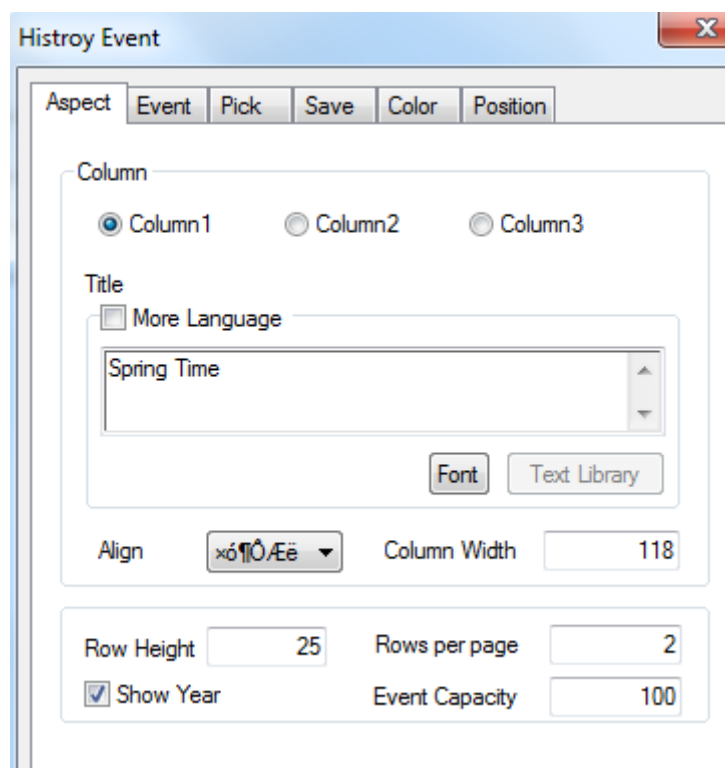 Histroy Event
Aspect Event Pick Save Color Position
Column
Column1 Column2 Column3
Title
More Language
Spring Time
Font Text Library
Align ×ó¶ÔÆë Column Width 118
Row Height 25 Rows per page 2
Show Year Event Capacity 100